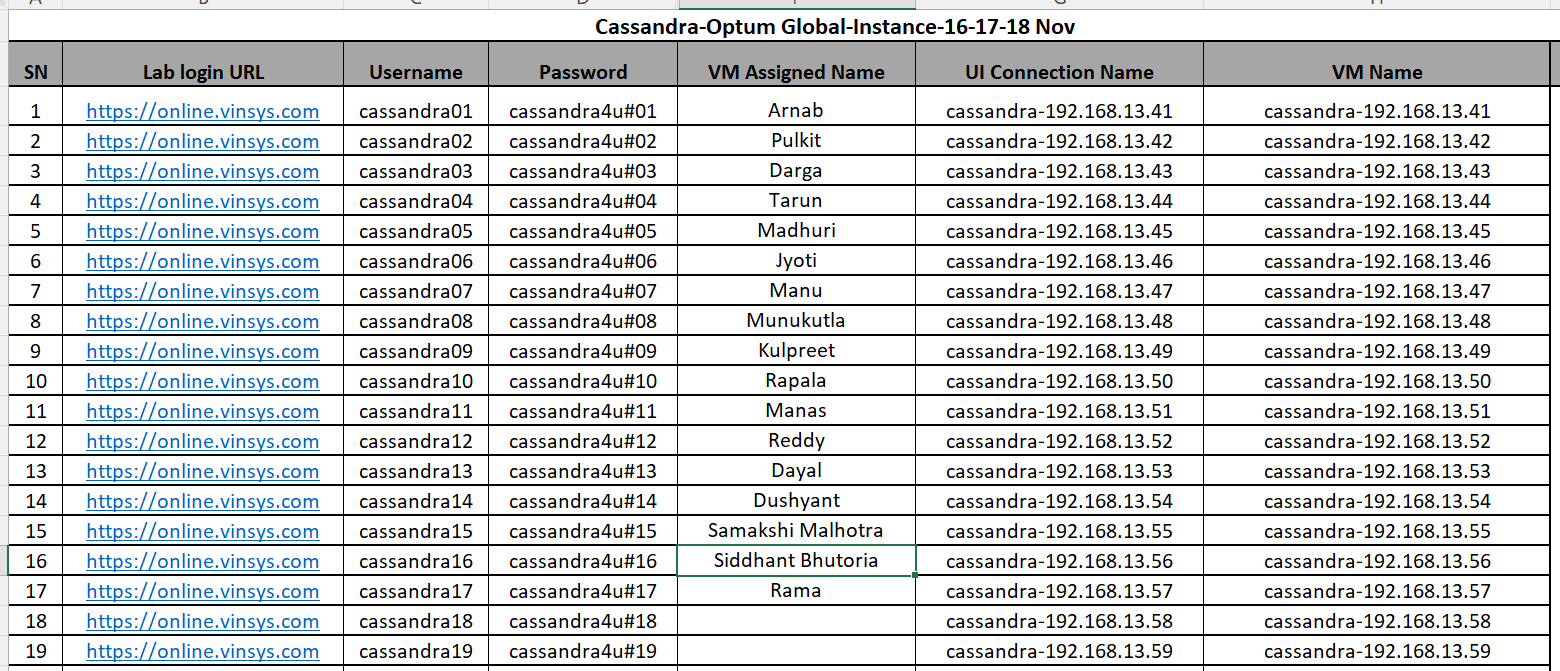 Cassandra-Optum Global-Instance-16-17-18 Nov
SN Lab login URL Username Password VM Assigned Name UI Connection Name VM Name
1 https://online.vinsys.com cassandra01 cassandra4u#01 Arnab cassandra-192.168.13.41 cassandra-192.168.13.41
2 https://online.vinsys.com cassandra02 cassandra4u#02 Pulkit cassandra-192.168.13.42 cassandra-192.168.13.42
3 https://online.vinsys.com cassandra03 cassandra4u#03 Darga cassandra-192.168.13.43 cassandra-192.168.13.43
4 https://online.vinsys.com cassandra04 cassandra4u#04 Tarun cassandra-192.168.13.44 cassandra-192.168.13.44
5 https://online.vinsys.com cassandra05 cassandra4u#05 Madhuri cassandra-192.168.13.45 cassandra-192.168.13.45
6 https://online.vinsys.com cassandra06 cassandra4u#06 Jyoti cassandra-192.168.13.46 cassandra-192.168.13.46
7 https://online.vinsys.com cassandra07 cassandra4u#07 Manu cassandra-192.168.13.47 cassandra-192.168.13.47
8 https://online.vinsys.com cassandra08 cassandra4u#08 Munukutla cassandra-192.168.13.48 cassandra-192.168.13.48
9 https://online.vinsys.com cassandra09 cassandra4u#09 Kulpreet cassandra-192.168.13.49 cassandra-192.168.13.49
10 https://online.vinsys.com cassandra10 cassandra4u#10 Rapala cassandra-192.168.13.50 cassandra-192.168.13.50
11 https://online.vinsys.com cassandra11 cassandra4u#11 Manas cassandra-192.168.13.51 cassandra-192.168.13.51
12 https://online.vinsys.com cassandra12 cassandra4u#12 Reddy cassandra-192.168.13.52 cassandra-192.168.13.52
13 https://online.vinsys.com cassandra13 cassandra4u#13 Dayal cassandra-192.168.13.53 cassandra-192.168.13.53
14 https://online.vinsys.com cassandra14 cassandra4u#14 Dushyant cassandra-192.168.13.54 cassandra-192.168.13.54
15 https://online.vinsys.com cassandra15 cassandra4u#15 Samakshi Malhotra cassandra-192.168.13.55 cassandra-192.168.13.55
16 https://online.vinsys.com cassandra16 cassandra4u#16 Siddhant Bhutoria cassandra-192.168.13.56 cassandra-192.168.13.56
17 https://online.vinsys.com cassandra17 cassandra4u#17 Rama cassandra-192.168.13.57 cassandra-192.168.13.57
18 https://online.vinsys.com cassandra18 cassandra4u#18 cassandra-192.168.13.58 cassandra-192.168.13.58
19 https://online.vinsys.com cassandra19 cassandra4u#19 cassandra-192.168.13.59 cassandra-192.168.13.59